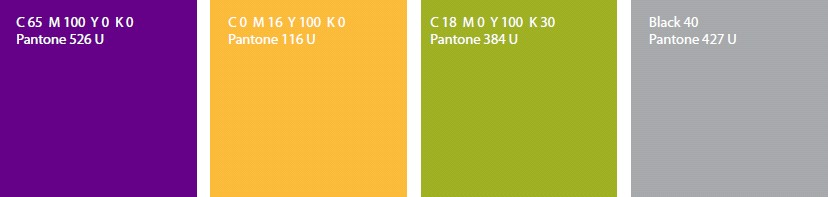 C 65 M 100 Y 0 K 0
Pantone 526 U
C 0 M 16 Y 100 K 0
Pantone 116 U
C 18 M 0 Y 100 K 30
Pantone 384 U
Black 40
Pantone 427 U